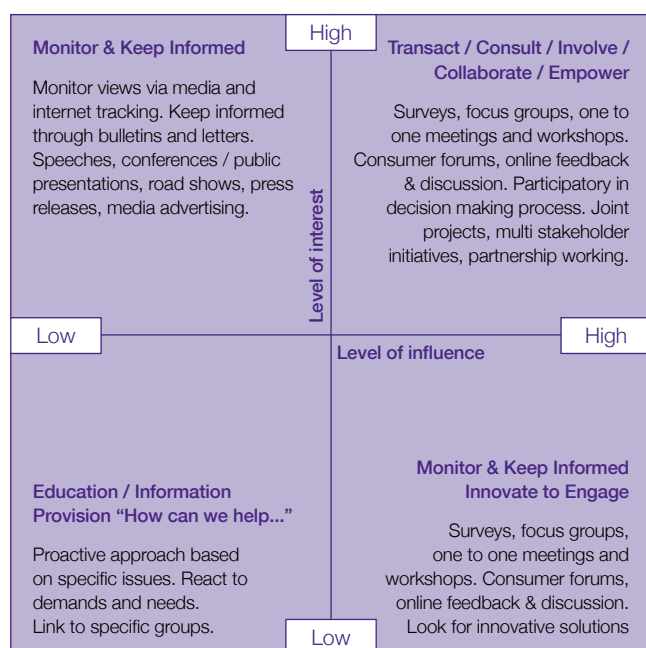 High
Monitor & Keep Informed
Monitor views via media and
internet tracking. Keep informed
through bulletins and letters.
Speeches, conferences / public
presentations, road shows, press
releases, media advertising.
Transact / Consult / Involve /
Collaborate / Empower
Surveys, focus groups, one to
one meetings and workshops.
Consumer forums, online feedback
& discussion. Participatory in
decision making process. Joint
projects, multi stakeholder
initiatives, partnership working.
Level of interest
Low
High
Level of influence
Education / Information
Provision “How can we help...”
Proactive approach based
on specific issues. React to
demands and needs.
Link to specific groups.
Monitor & Keep Informed
Innovate to Engage
Surveys, focus groups,
one to one meetings and
workshops. Consumer forums,
online feedback & discussion.
Look for innovative solutions
Low